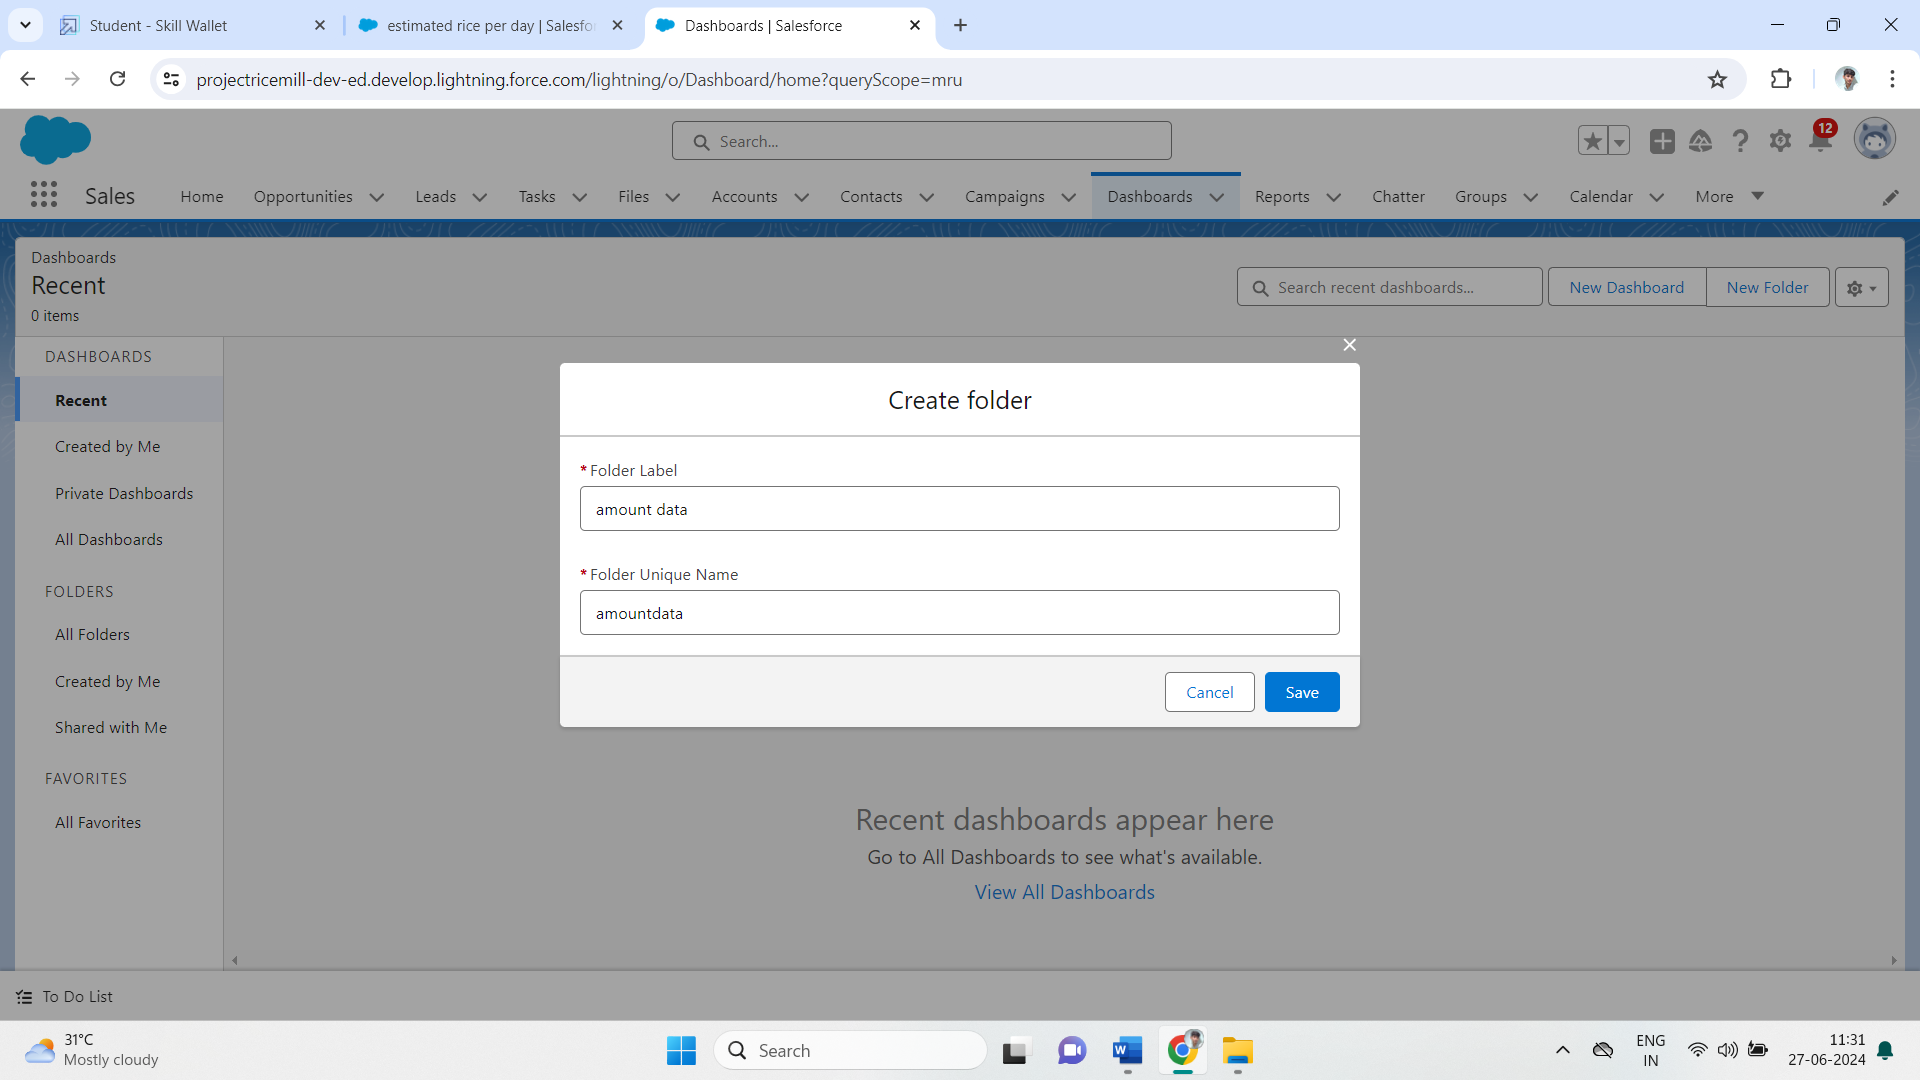 Student - Skill Wallet
estimated rice per day | Salesfo
Dashboards | Salesforce
projectricemill-dev-ed.develop.lightning.force.com/lightning/o/Dashboard/home?queryScope=mru
Search...
12
Sales
Home
Opportunities
Leads
Tasks
Files
Accounts
Contacts
Campaigns
Dashboards
Reports
Chatter
Groups
Calendar
More
Dashboards
Recent
0 items
Search recent dashboards...
New Dashboard
New Folder
DASHBOARDS
Recent
Created by Me
Private Dashboards
All Dashboards
FOLDERS
All Folders
Created by Me
Shared with Me
FAVORITES
All Favorites
Create folder
* Folder Label
amount data
* Folder Unique Name
amountdata
Cancel
Save
Recent dashboards appear here
Go to All Dashboards to see what's available.
View All Dashboards
To Do List
31°C
Mostly cloudy
Search
ENG
IN
11:31
27-06-2024